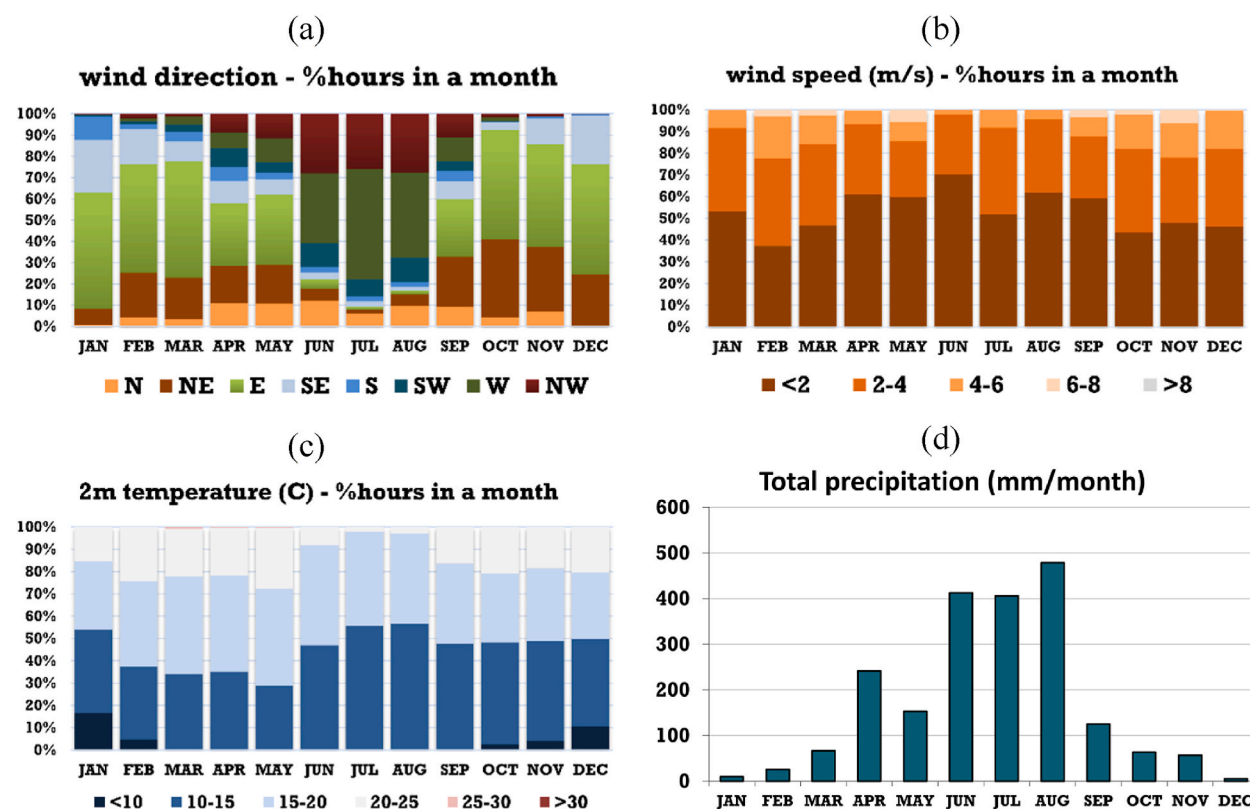 (a)
wind direction - %hours in a month
100%
90%
80%
70%
60%
50%
40%
30%
20%
10%
0%
JAN FEB MAR APR MAY JUN JUL AUG SEP OCT NOV DEC
N NE E SE S SW W NW
(b)
wind speed (m/s) - %hours in a month
100%
90%
80%
70%
60%
50%
40%
30%
20%
10%
0%
JAN FEB MAR APR MAY JUN JUL AUG SEP OCT NOV DEC
<2 2-4 4-6 6-8 >8
(c)
2m temperature (C) - %hours in a month
100%
90%
80%
70%
60%
50%
40%
30%
20%
10%
0%
JAN FEB MAR APR MAY JUN JUL AUG SEP OCT NOV DEC
<10 10-15 15-20 20-25 25-30 >30
(d)
Total precipitation (mm/month)
600
500
400
300
200
100
0
JAN FEB MAR APR MAY JUN JUL AUG SEP OCT NOV DEC